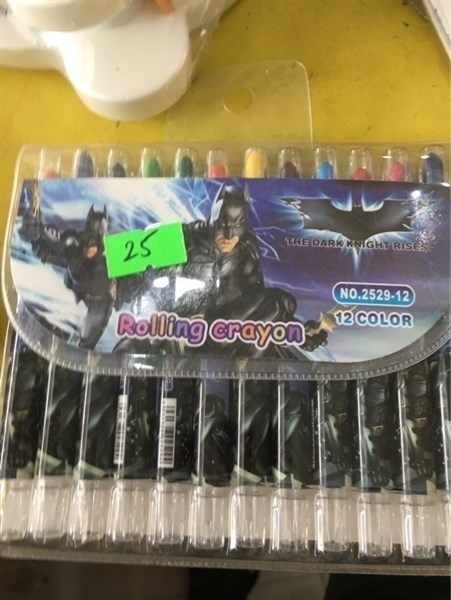 25
THE DARK KNIGHT RISES
NO.2529-12
12 COLOR
Rolling crayon